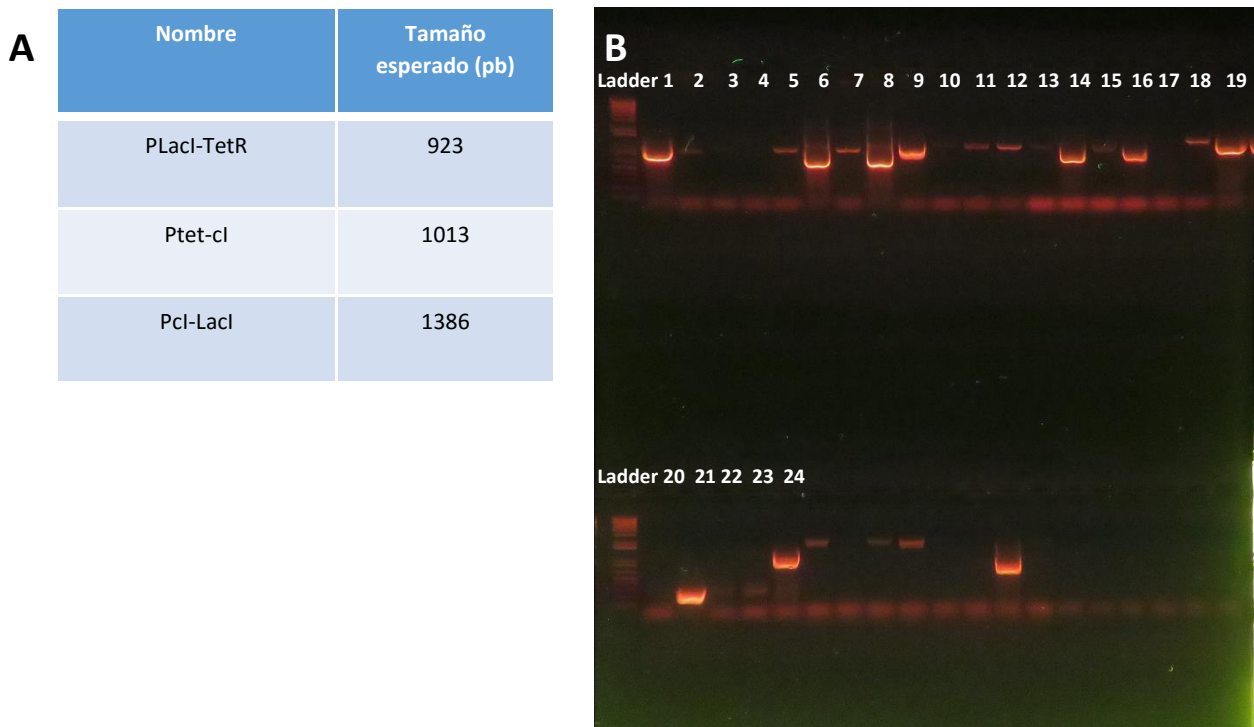 A
Nombre Tamaño
esperado (pb)
PLacI-TetR 923
Ptet-cI 1013
PcI-LacI 1386
B
Ladder 1 2 3 4 5 6 7 8 9 10 11 12 13 14 15 16 17 18 19
Ladder 20 21 22 23 24